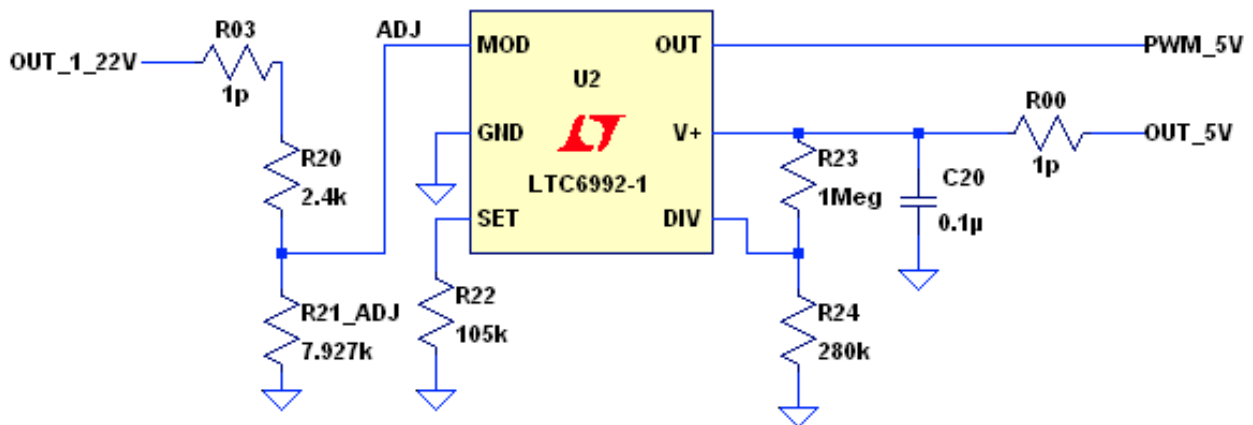 R03
OUT_1_22V
1p
ADJ
R20
2.4k
R21_ADJ
7.927k
MOD
OUT
U2
GND
V+
LTC6992-1
SET
DIV
R22
105k
PWM_5V
R00
1p
OUT_5V
R23
1Meg
C20
0.1µ
R24
280k